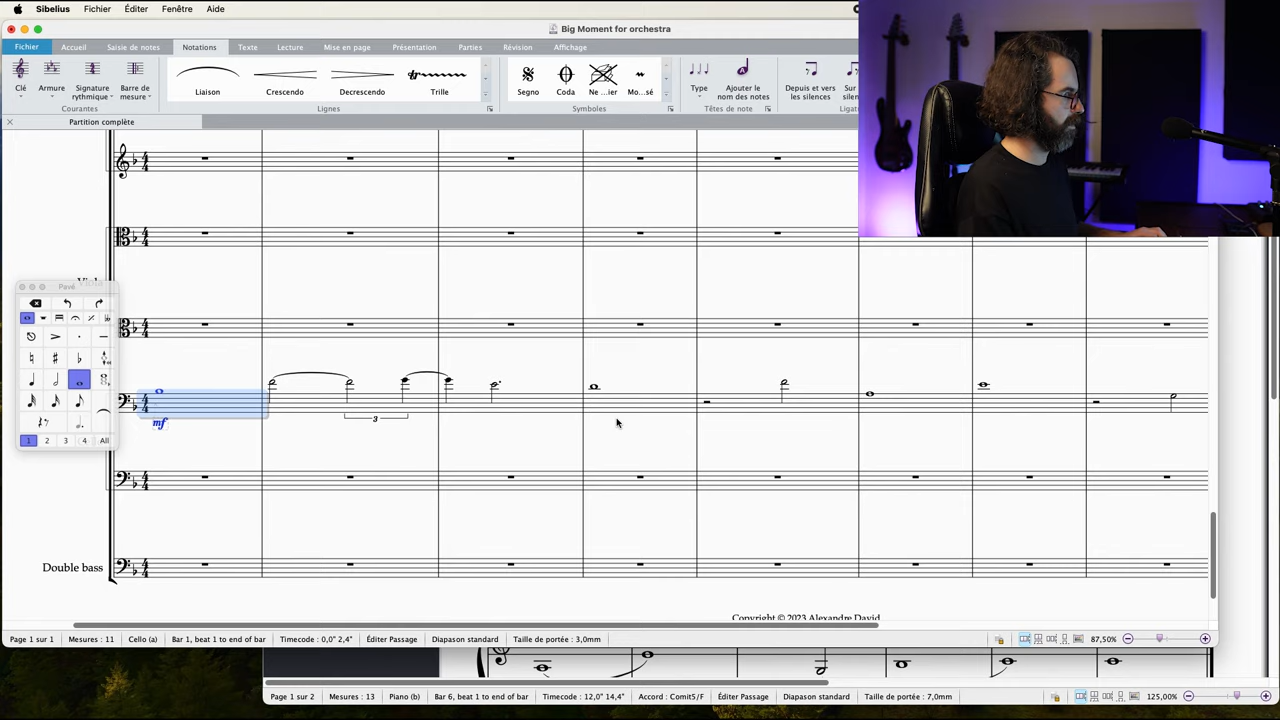 Sibelius Fichier Éditer Fenêtre Aide
Big Moment for orchestra
Fichier Accueil Saisie de notes Notations Texte Lecture Mise en page Présentation Parties Révision Affichage
Clé Armure Signature rythmique Barre de mesure Liaison Crescendo Decrescendo Trille Segno Coda Ne ...ier Mo...sé Type Ajouter le nom des notes Depuis et vers les silences
Courantes Lignes Symboles Têtes de note
Partition complète
Pavé
1 2 3 4 All
mf
3
Double bass
Copyright © 2023 Alexandre David
Page 1 sur 1 Mesures : 11 Cello (a) Bar 1, beat 1 to end of bar Timecode : 0,0" 2,4" Éditer Passage Diapason standard Taille de portée : 3,0mm 87,50%
Page 1 sur 2 Mesures : 13 Piano (b) Bar 6, beat 1 to end of bar Timecode : 12,0" 14,4" Accord : Comit5/F Éditer Passage Diapason standard Taille de portée : 7,0mm 125,00%